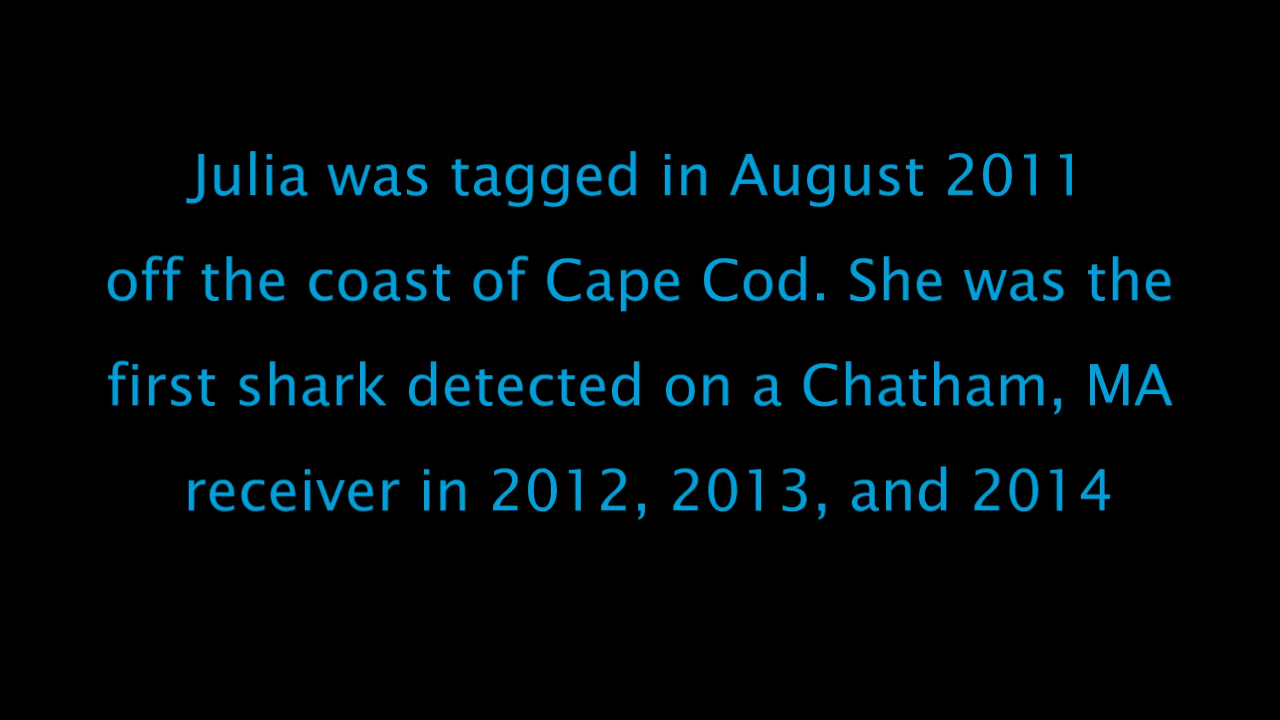 Julia was tagged in August 2011
off the coast of Cape Cod. She was the
first shark detected on a Chatham, MA
receiver in 2012, 2013, and 2014